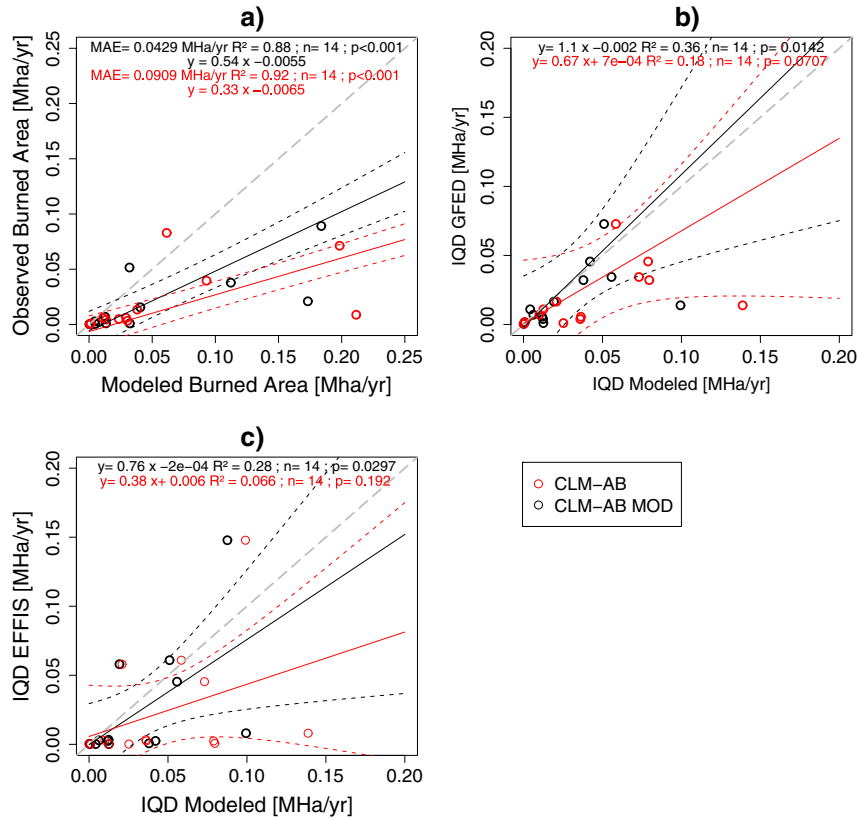 a)
MAE= 0.0429 MHa/yr R² = 0.88 ; n= 14 ; p<0.001
y = 0.54 x −0.0055
MAE= 0.0909 MHa/yr R² = 0.92 ; n= 14 ; p<0.001
y = 0.33 x −0.0065
Observed Burned Area [Mha/yr]
0.00 0.05 0.10 0.15 0.20 0.25
0.00 0.05 0.10 0.15 0.20 0.25
Modeled Burned Area [Mha/yr]
b)
y= 1.1 x −0.002 R² = 0.36 ; n= 14 ; p= 0.0142
y= 0.67 x+ 7e−04 R² = 0.18 ; n= 14 ; p= 0.0707
IQD GFED [MHa/yr]
0.00 0.05 0.10 0.15 0.20
0.00 0.05 0.10 0.15 0.20
IQD Modeled [MHa/yr]
c)
y= 0.76 x −2e−04 R² = 0.28 ; n= 14 ; p= 0.0297
y= 0.38 x+ 0.006 R² = 0.066 ; n= 14 ; p= 0.192
IQD EFFIS [MHa/yr]
0.00 0.05 0.10 0.15 0.20
0.00 0.05 0.10 0.15 0.20
IQD Modeled [MHa/yr]
CLM−AB
CLM−AB MOD